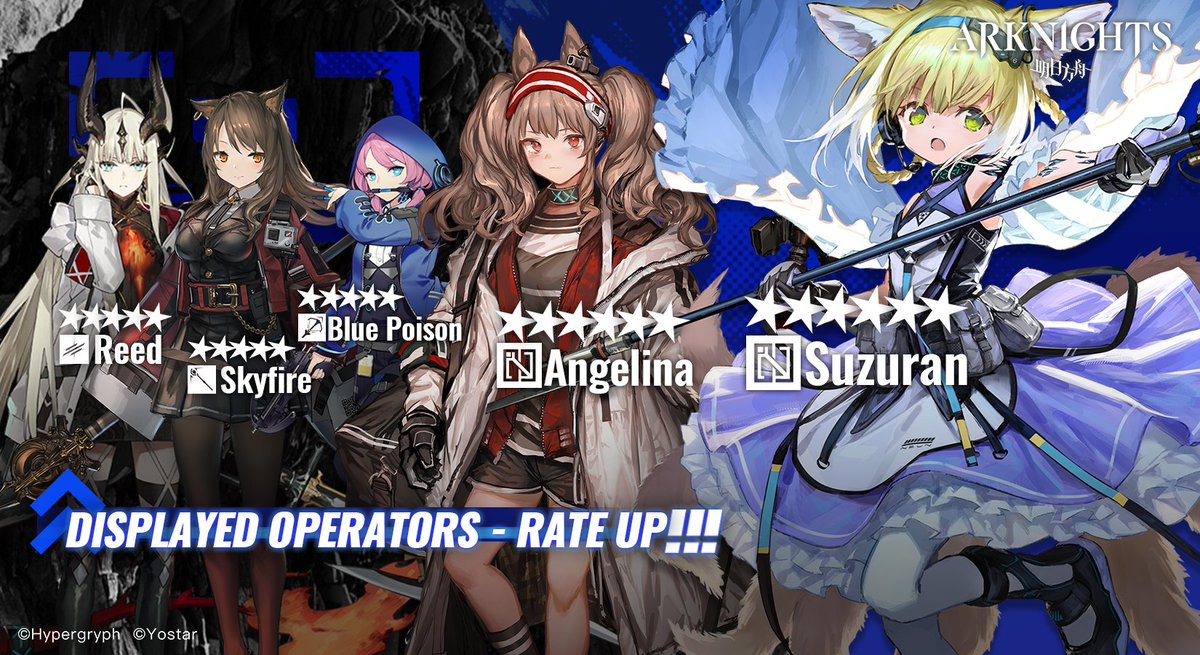 ARKNIGHTS
明日方舟
★★★★★
Reed
★★★★★
Skyfire
★★★★★
Blue Poison
★★★★★★
Angelina
★★★★★★
Suzuran
DISPLAYED OPERATORS - RATE UP!!!
©Hypergryph ©Yostar